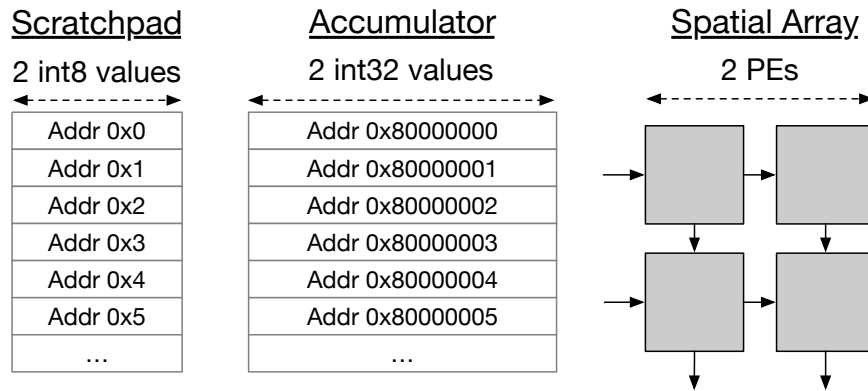 Scratchpad
2 int8 values
Addr 0x0
Addr 0x1
Addr 0x2
Addr 0x3
Addr 0x4
Addr 0x5
...
Accumulator
2 int32 values
Addr 0x80000000
Addr 0x80000001
Addr 0x80000002
Addr 0x80000003
Addr 0x80000004
Addr 0x80000005
...
Spatial Array
2 PEs